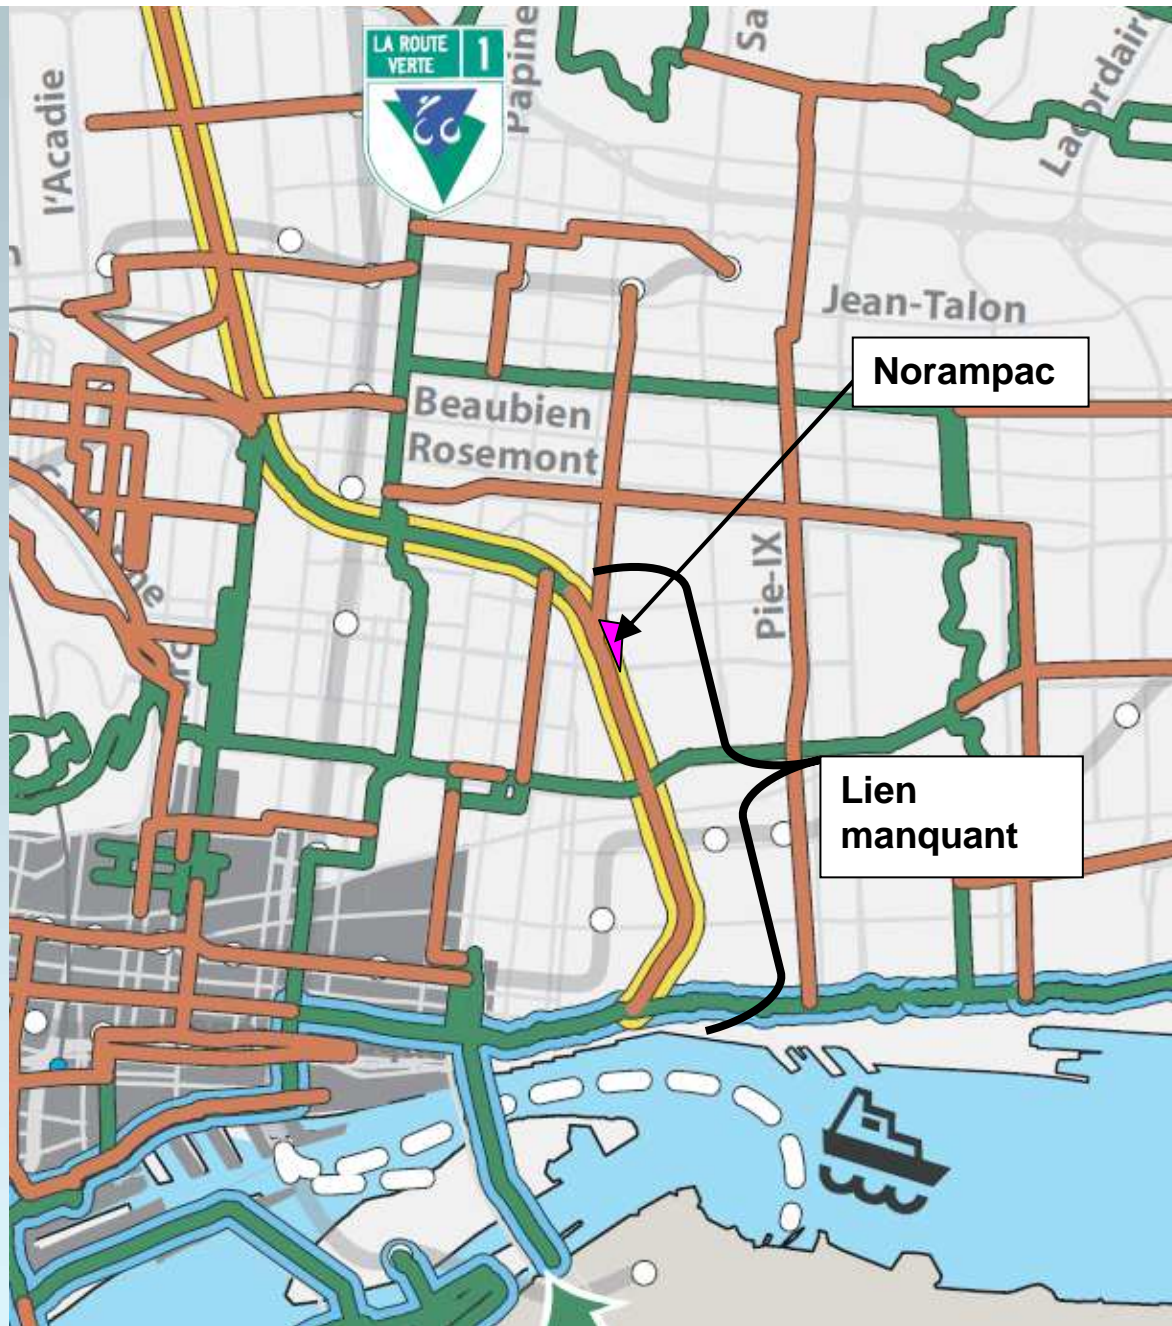 LA ROUTE
VERTE 1
Papine
Sa
Lacordair
l'Acadie
n
Jean-Talon
Norampac
Beaubien
Rosemont
Pie-IX
Lien
manquant